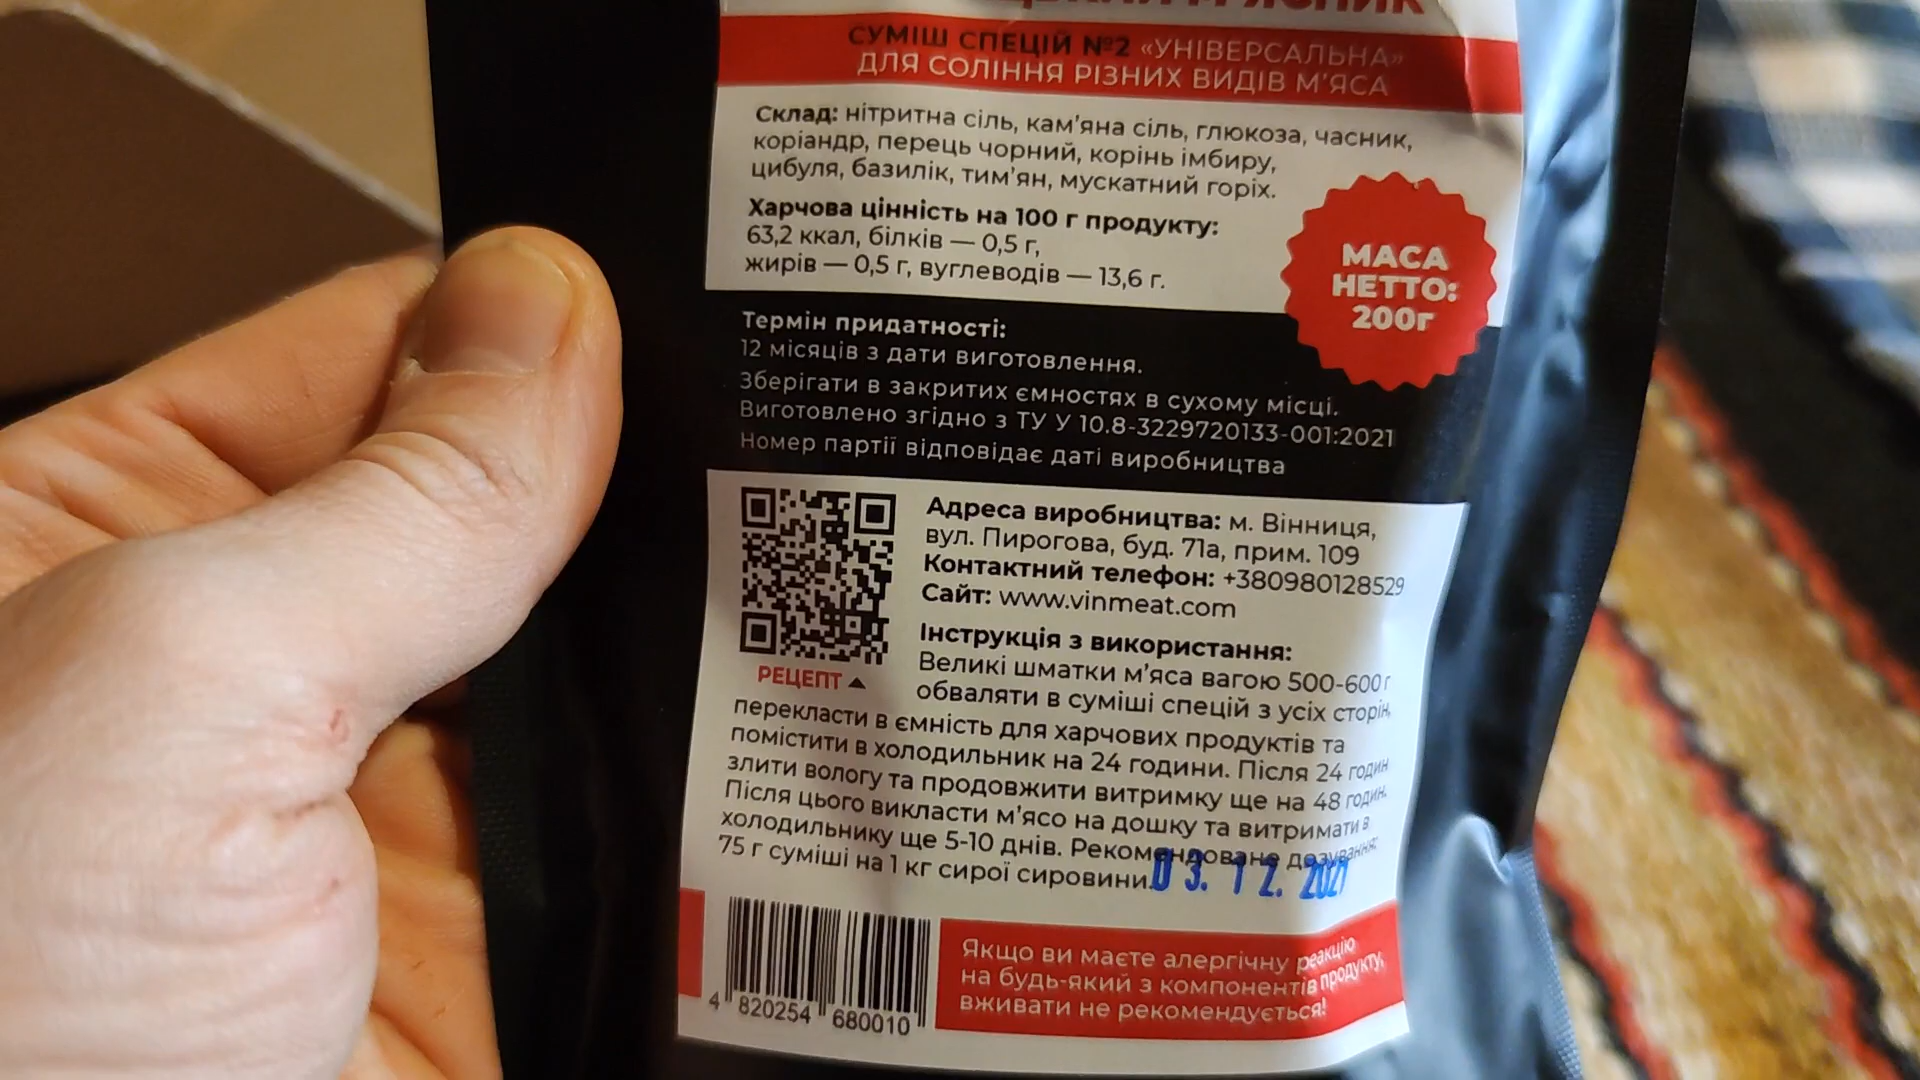 М'ЯСНИК
СУМІШ СПЕЦІЙ №2 «УНІВЕРСАЛЬНА»
ДЛЯ СОЛІННЯ РІЗНИХ ВИДІВ М'ЯСА
Склад: нітритна сіль, кам'яна сіль, глюкоза, часник,
коріандр, перець чорний, корінь імбиру,
цибуля, базилік, тим'ян, мускатний горіх.
Харчова цінність на 100 г продукту:
63,2 ккал, білків — 0,5 г,
жирів — 0,5 г, вуглеводів — 13,6 г.
МАСА
НЕТТО:
200г
Термін придатності:
12 місяців з дати виготовлення.
Зберігати в закритих ємностях в сухому місці.
Виготовлено згідно з ТУ У 10.8-3229720133-001:2021
Номер партії відповідає даті виробництва
Адреса виробництва: м. Вінниця,
вул. Пирогова, буд. 71а, прим. 109
Контактний телефон: +380980128529
Сайт: www.vinmeat.com
РЕЦЕПТ
Інструкція з використання:
Великі шматки м'яса вагою 500-600г
обваляти в суміші спецій з усіх сторін,
перекласти в ємність для харчових продуктів та
помістити в холодильник на 24 години. Після 24 годин
злити вологу та продовжити витримку ще на 48 годин.
Після цього викласти м'ясо на дошку та витримати в
холодильнику ще 5-10 днів. Рекомендоване дозування:
75 г суміші на 1 кг сирої сировини.
03. 12. 2021
4 820254 680010
Якщо ви маєте алергічну реакцію
на будь-який з компонентів продукту,
вживати не рекомендується!